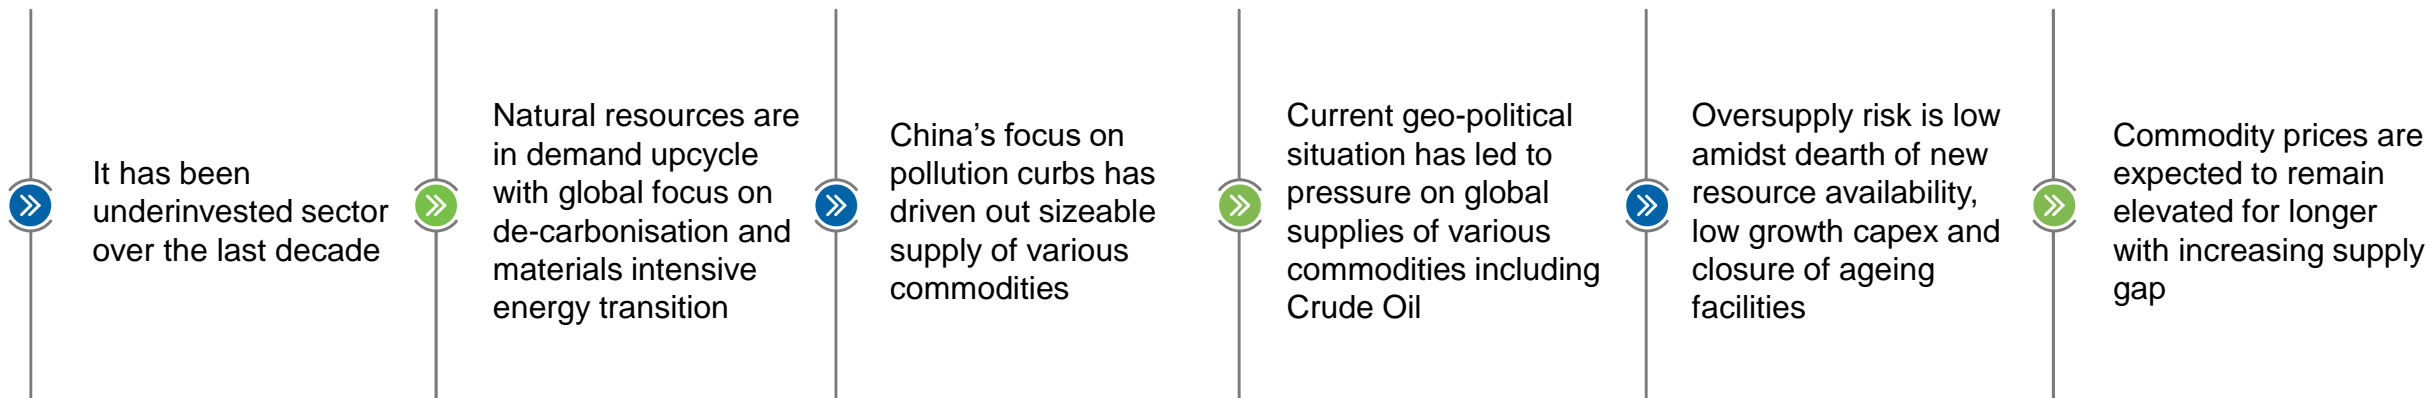 It has been
underinvested sector
over the last decade
Natural resources are
in demand upcycle
with global focus on
de-carbonisation and
materials intensive
energy transition
China’s focus on
pollution curbs has
driven out sizeable
supply of various
commodities
Current geo-political
situation has led to
pressure on global
supplies of various
commodities including
Crude Oil
Oversupply risk is low
amidst dearth of new
resource availability,
low growth capex and
closure of ageing
facilities
Commodity prices are
expected to remain
elevated for longer
with increasing supply
gap